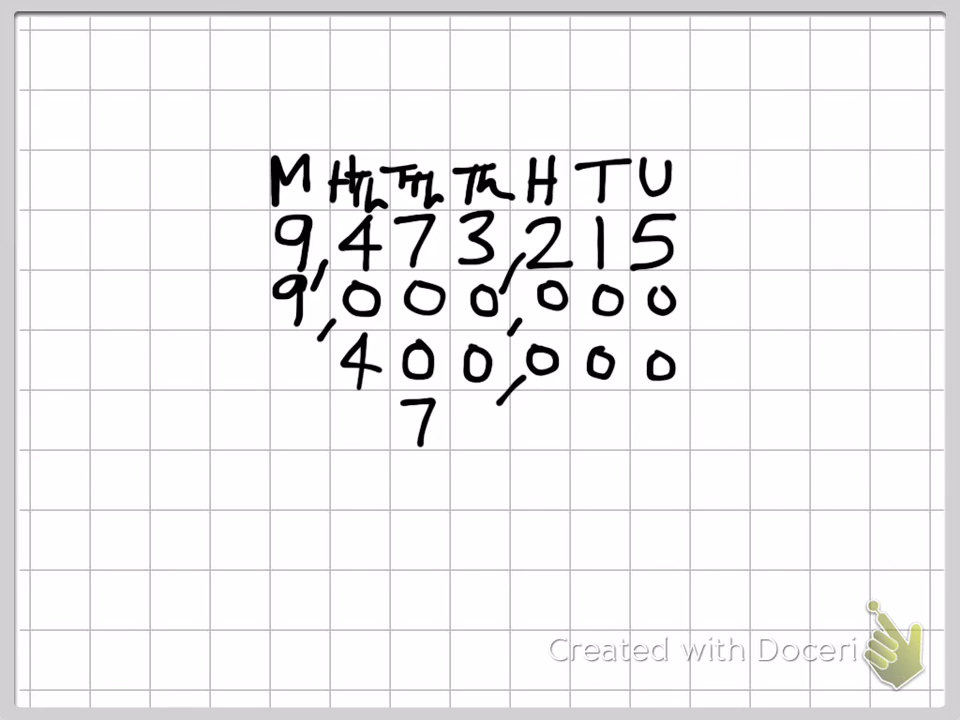 M HTh TTh Th H T U
9,473,215
9,000,000
400,000
7
Created with Doceri